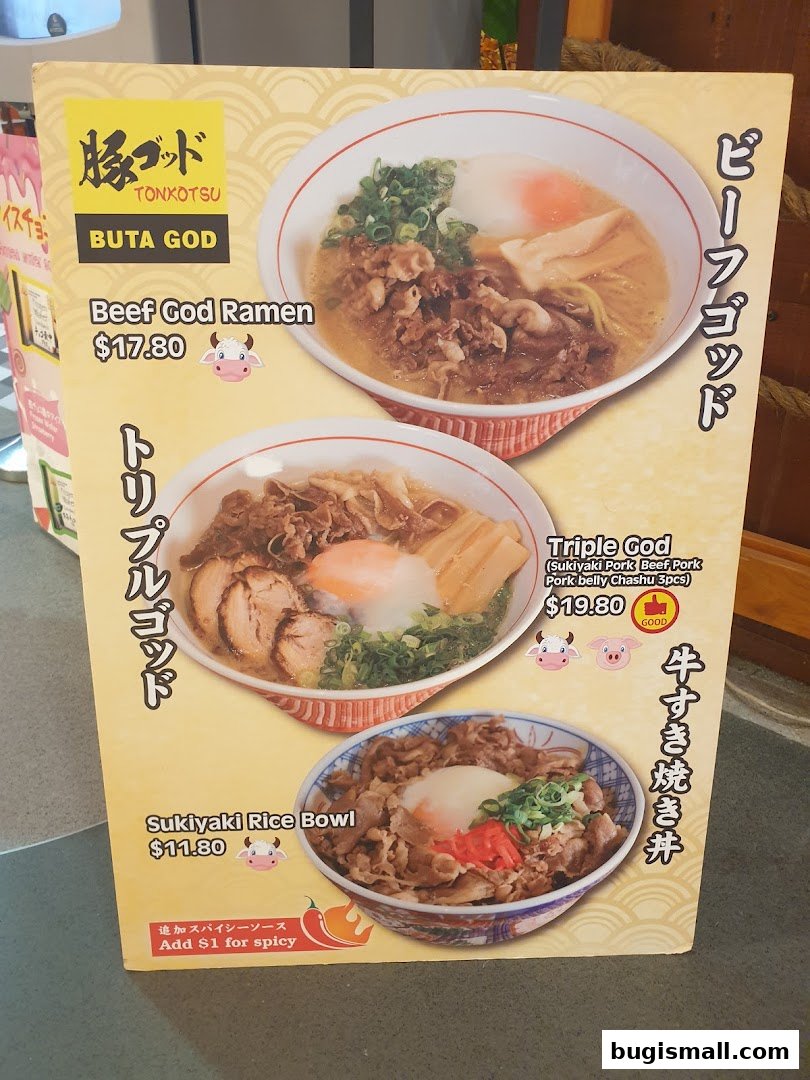 豚ゴッド
TONKOTSU
BUTA GOD
ビーフゴッド
Beef God Ramen
$17.80
トリプルゴッド
Triple God
(Sukiyaki Pork Beef Pork
Pork belly Chashu 3pcs)
$19.80
GOOD
牛すき焼き丼
Sukiyaki Rice Bowl
$11.80
追加スパイシーソース
Add $1 for spicy
bugismall.com